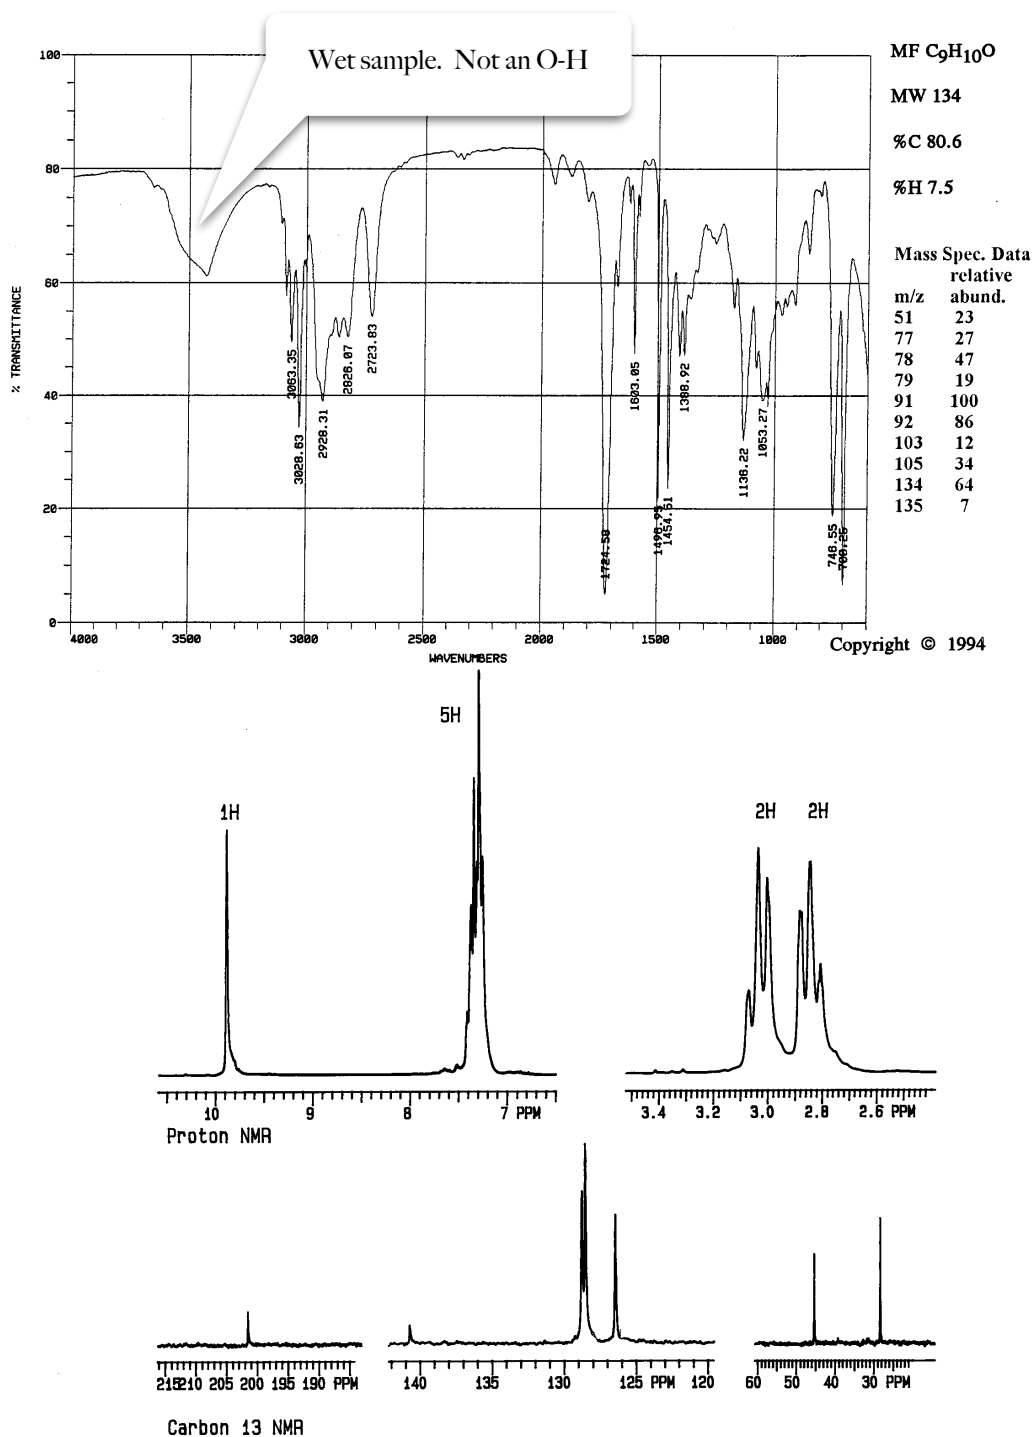 Wet sample. Not an O-H
MF C9H10O
MW 134
%C 80.6
%H 7.5
Mass Spec. Data
relative
m/z abund.
51 23
77 27
78 47
79 19
91 100
92 86
103 12
105 34
134 64
135 7
% TRANSMITTANCE
100
80
60
40
20
0
3063.35
3028.63
2928.31
2826.07
2723.83
1724.58
1603.05
1496.95
1454.51
1388.92
1136.22
1053.27
746.55
700.25
4000 3500 3000 2500 2000 1500 1000
WAVENUMBERS
Copyright © 1994
1H 5H 2H 2H
10 9 8 7 PPM
3.4 3.2 3.0 2.8 2.6 PPM
Proton NMR
215 210 205 200 195 190 PPM
140 135 125 PPM 120
60 50 40 30 PPM
Carbon 13 NMR